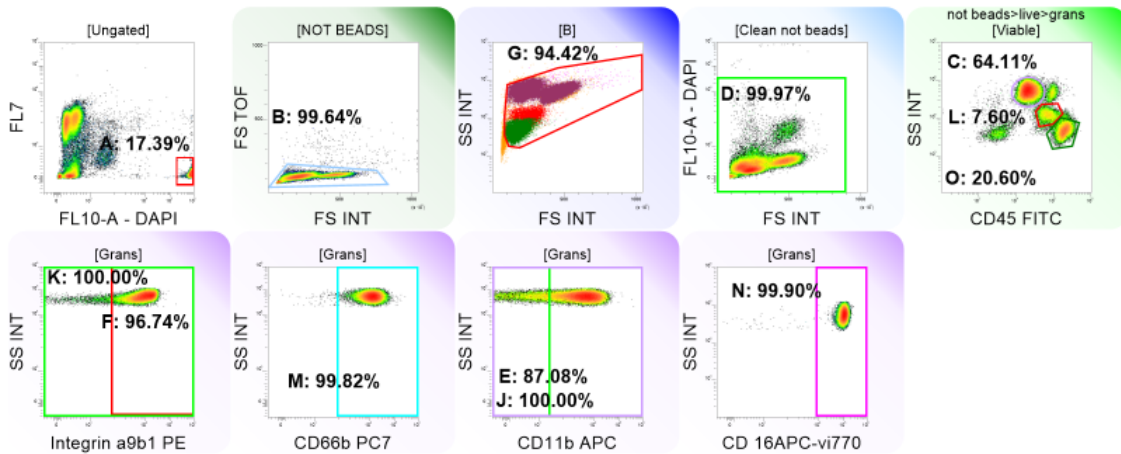 [Ungated]
FL7
A: 17.39%
FL10-A - DAPI
[NOT BEADS]
FS TOF
1000
B: 99.64%
FS INT
[B]
SS INT
G: 94.42%
FS INT
[Clean not beads]
FL10-A - DAPI
D: 99.97%
FS INT
not beads>live>grans
[Viable]
SS INT
C: 64.11%
L: 7.60%
O: 20.60%
CD45 FITC
[Grans]
SS INT
K: 100.00%
F: 96.74%
Integrin a9b1 PE
[Grans]
SS INT
M: 99.82%
CD66b PC7
[Grans]
SS INT
E: 87.08%
J: 100.00%
CD11b APC
[Grans]
SS INT
N: 99.90%
CD 16APC-vi770